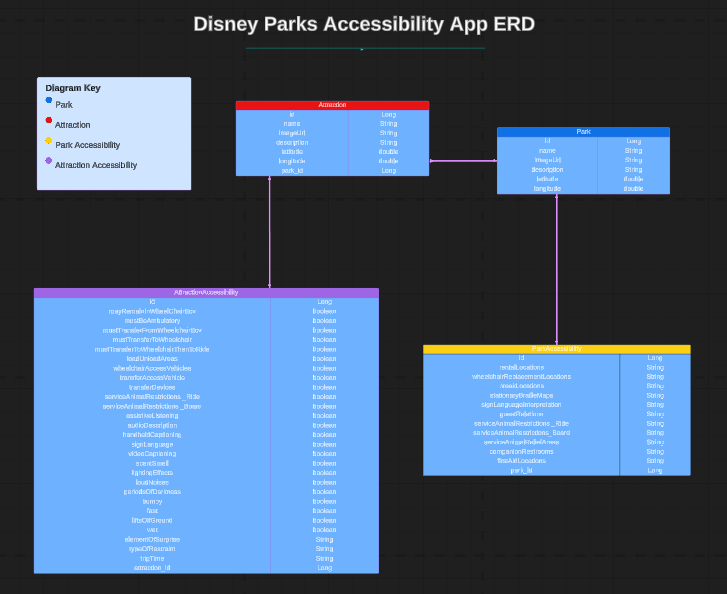 Disney Parks Accessibility App ERD
Diagram Key
Park
Attraction
Park Accessibility
Attraction Accessibility
Attraction
id Long
name String
imageUrl String
description String
latitude double
longitude double
park_id Long
Park
id Long
name String
imageUrl String
description String
latitude double
longitude double
AttractionAccessibility
id Long
mayRemainInWheelChairEcv boolean
mustBeAmbulatory boolean
mustTransferFromWheelchairEcv boolean
mustTransferToWheelchair boolean
mustTransferToWheelchairThenToRide boolean
loadUnloadAreas boolean
wheelchairAccessVehicles boolean
transferAccessVehicle boolean
transferDevices boolean
serviceAnimalRestrictions_Ride boolean
serviceAnimalRestrictions_Board boolean
assistiveListening boolean
audioDescription boolean
handheldCaptioning boolean
signLanguage boolean
videoCaptioning boolean
scentSmell boolean
lightingEffects boolean
loudNoises boolean
periodsOfDarkness boolean
bumpy boolean
fast boolean
liftsOffGround boolean
wet boolean
elementOfSurprise String
typeOfRestraint String
tripTime String
attraction_id Long
ParkAccessibility
id Long
rentalLocations String
wheelchairReplacementLocations String
String
stationaryBrailleMaps String
signLanguageInterpretation String
guestRelations String
serviceAnimalRestrictions_Ride String
serviceAnimalRestrictions_Board String
serviceAnimalReliefAreas String
companionRestrooms String
firstAidLocations String
park_id Long